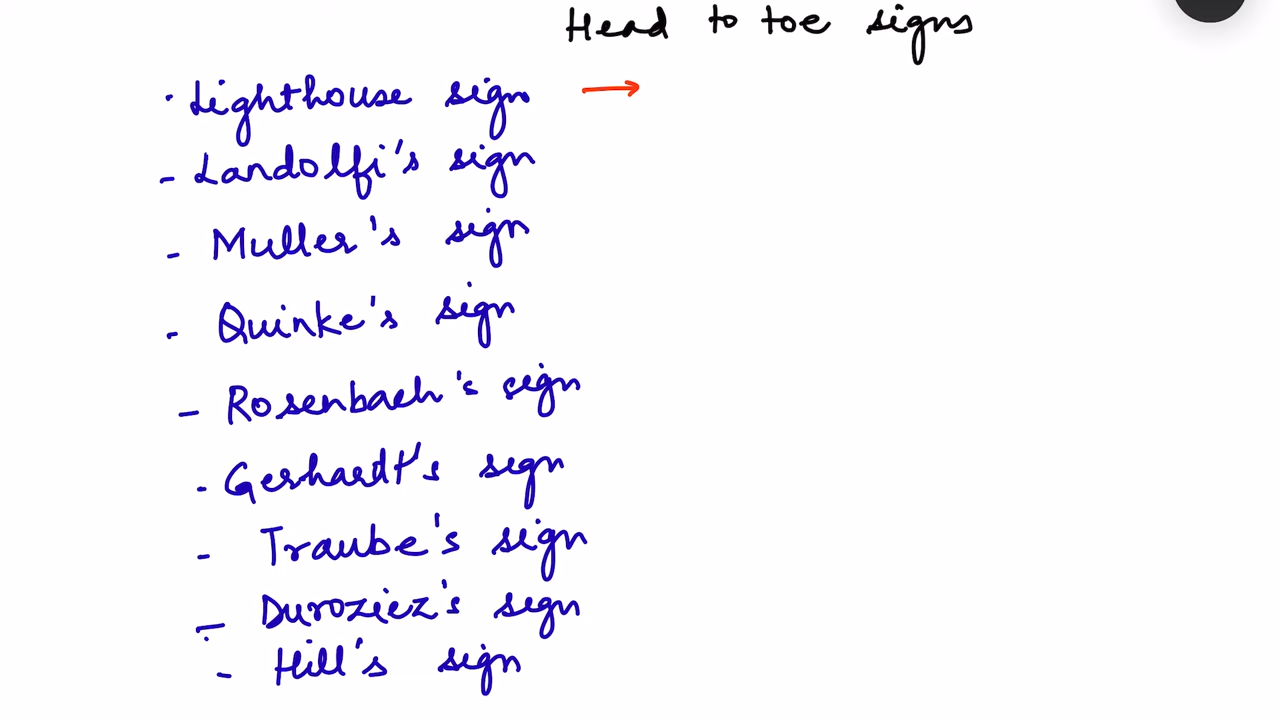 Head to toe signs
· Lighthouse sign →
- Landolfi's sign
- Muller's sign
- Quinke's sign
- Rosenbach's sign
- Gerhardt's sign
- Traube's sign
- Duroziez's sign
- Hill's sign